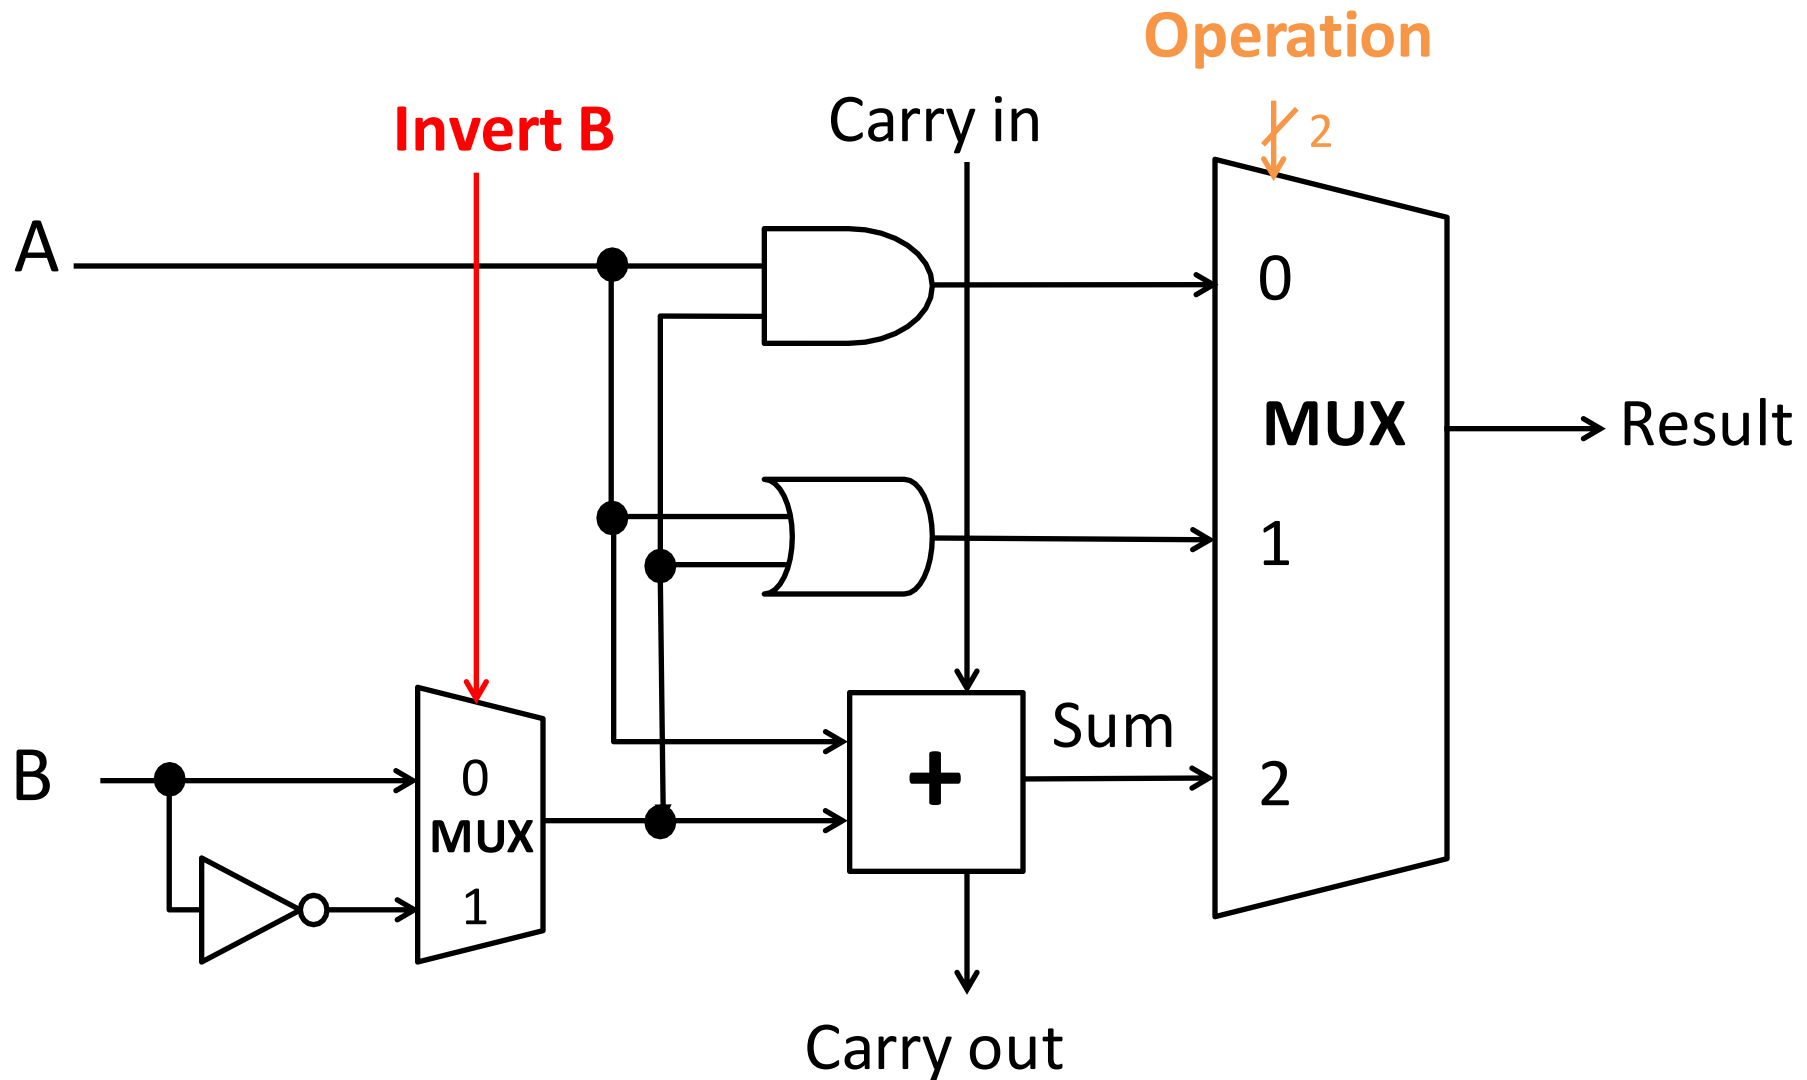 Operation
Invert B
Carry in
2
A
0
MUX
Result
1
Sum
B
0
+
2
MUX
1
Carry out